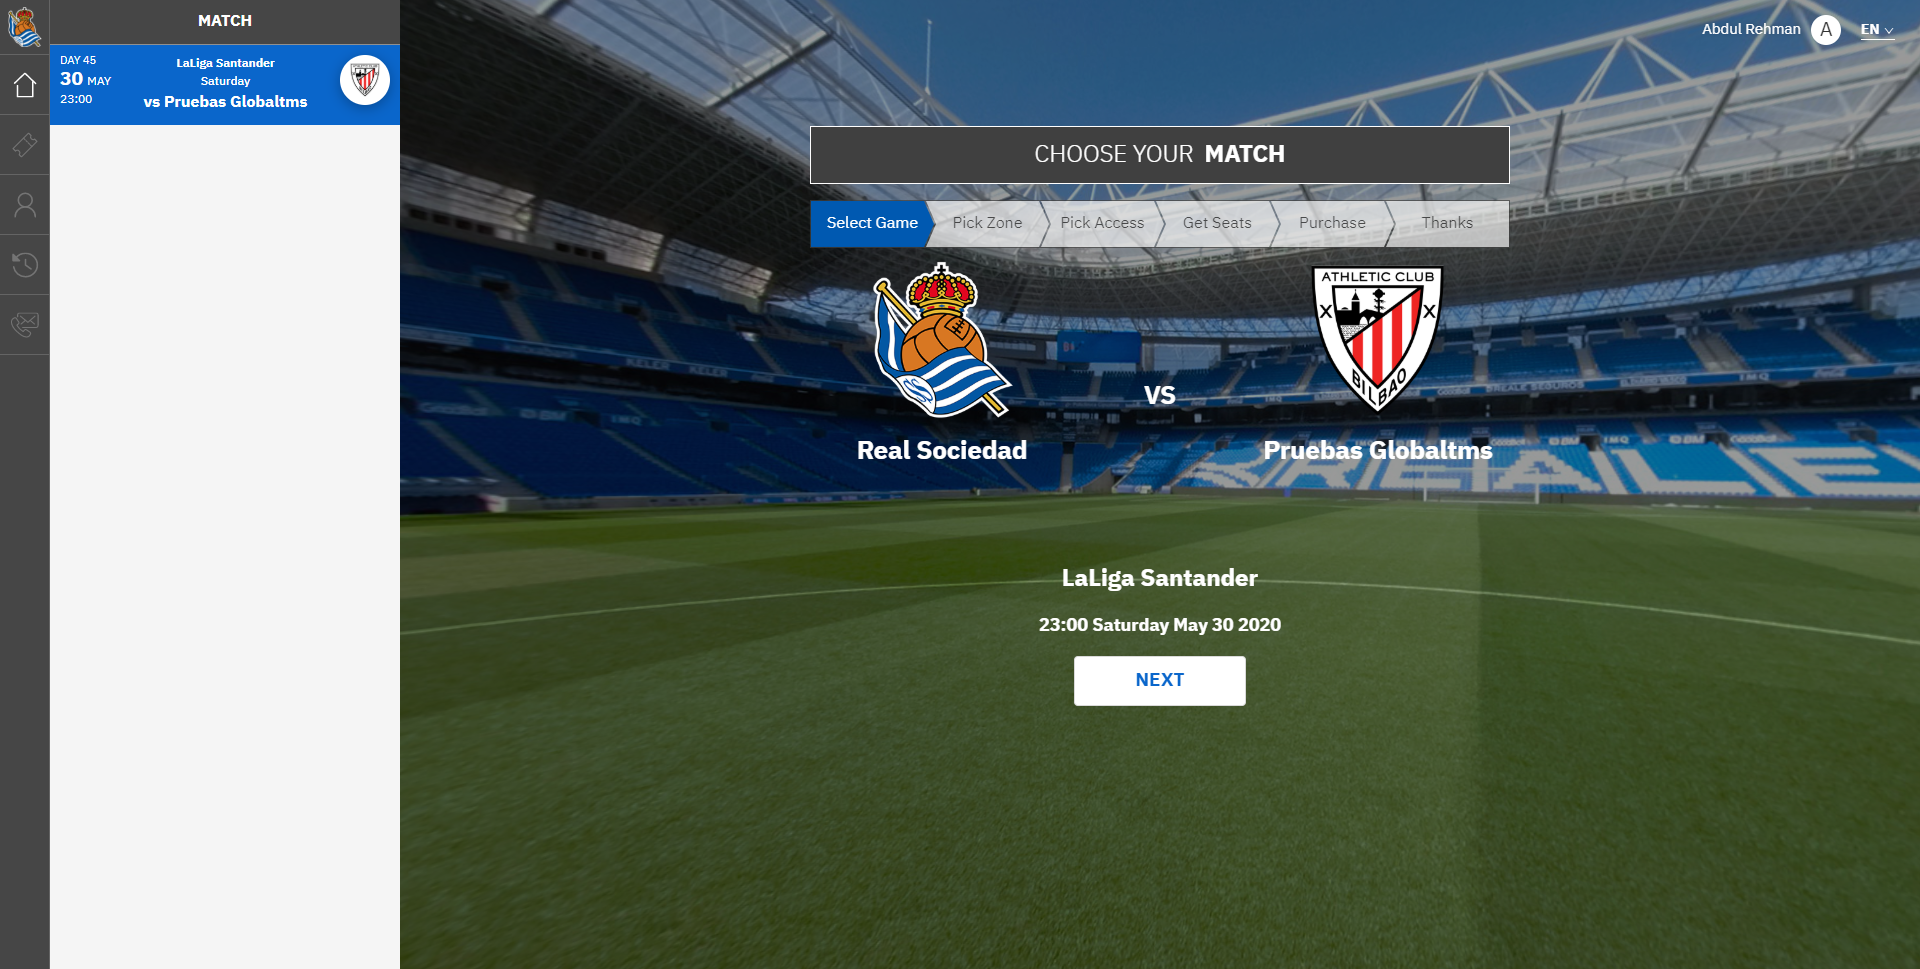 MATCH
DAY 45
30 MAY
23:00
LaLiga Santander
Saturday
vs Pruebas Globaltms
Abdul Rehman A EN
CHOOSE YOUR MATCH
Select Game
Pick Zone
Pick Access
Get Seats
Purchase
Thanks
ATHLETIC CLUB
BILBAO
VS
Real Sociedad
Pruebas Globaltms
REALE
LaLiga Santander
23:00 Saturday May 30 2020
NEXT